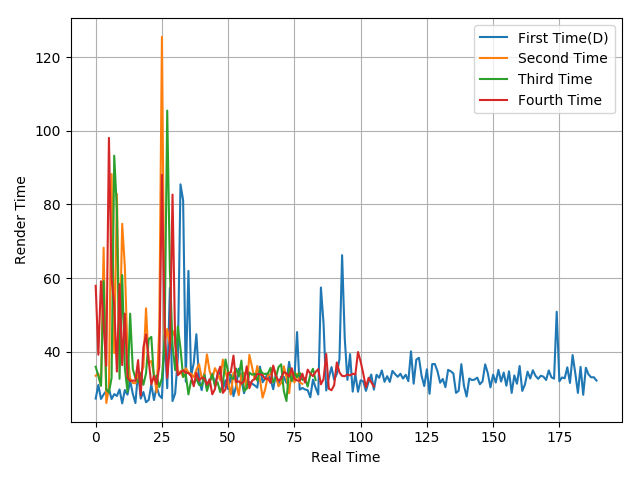 First Time(D)
Second Time
Third Time
Fourth Time
120
100
80
60
40
Render Time
0 25 50 75 100 125 150 175
Real Time